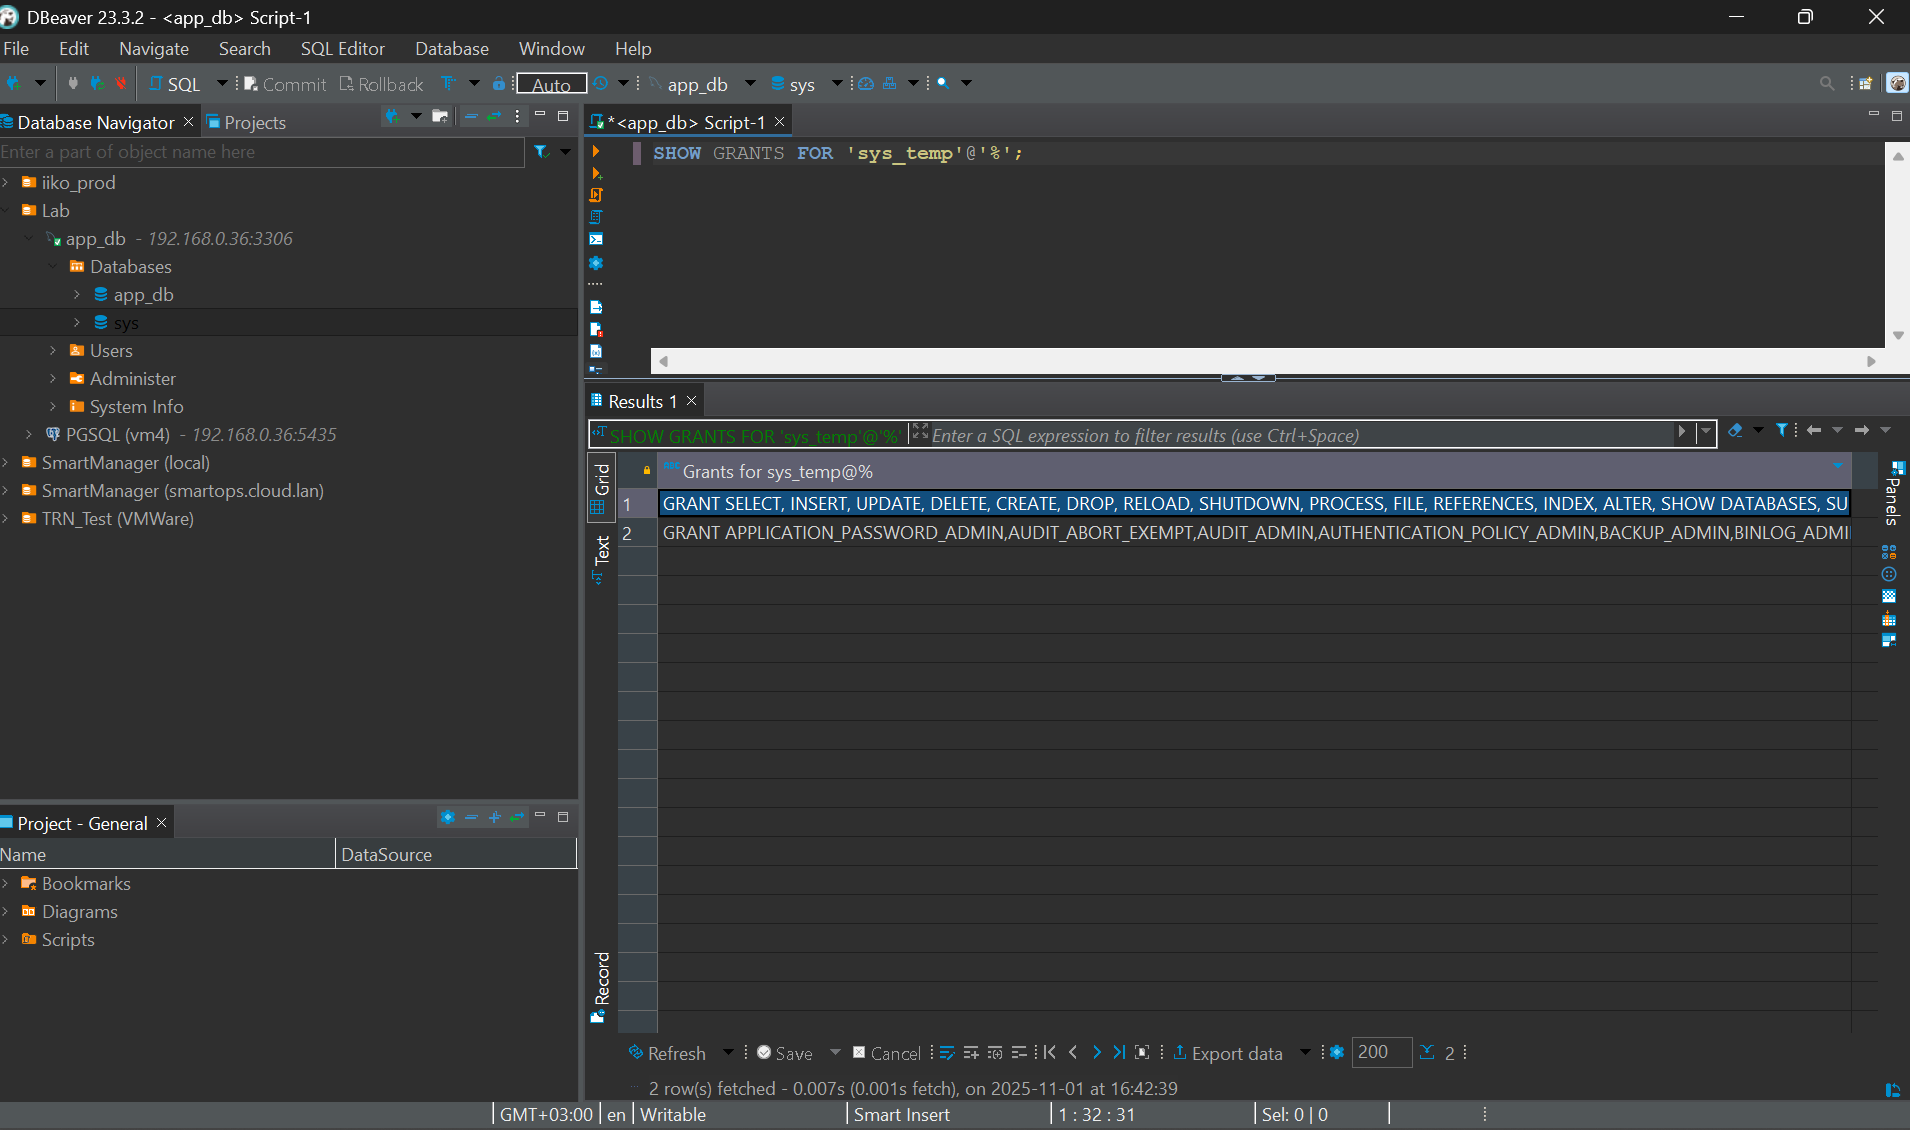 DBeaver 23.3.2 - <app_db> Script-1
File Edit Navigate Search SQL Editor Database Window Help
SQL Commit Rollback Auto app_db sys
Database Navigator Projects
Enter a part of object name here
iiko_prod
Lab
app_db - 192.168.0.36:3306
Databases
app_db
sys
Users
Administer
System Info
PGSQL (vm4) - 192.168.0.36:5435
SmartManager (local)
SmartManager (smartops.cloud.lan)
TRN_Test (VMWare)
Project - General
Name DataSource
Bookmarks
Diagrams
Scripts
*<app_db> Script-1
SHOW GRANTS FOR 'sys_temp'@'%';
Results 1
SHOW GRANTS FOR 'sys_temp'@'%' Enter a SQL expression to filter results (use Ctrl+Space)
Grid
Text
Record
Grants for sys_temp@%
1 GRANT SELECT, INSERT, UPDATE, DELETE, CREATE, DROP, RELOAD, SHUTDOWN, PROCESS, FILE, REFERENCES, INDEX, ALTER, SHOW DATABASES, SU
2 GRANT APPLICATION_PASSWORD_ADMIN,AUDIT_ABORT_EXEMPT,AUDIT_ADMIN,AUTHENTICATION_POLICY_ADMIN,BACKUP_ADMIN,BINLOG_ADMI
Panels
Refresh Save Cancel Export data 200 2
2 row(s) fetched - 0.007s (0.001s fetch), on 2025-11-01 at 16:42:39
GMT+03:00 en Writable Smart Insert 1 : 32 : 31 Sel: 0 | 0